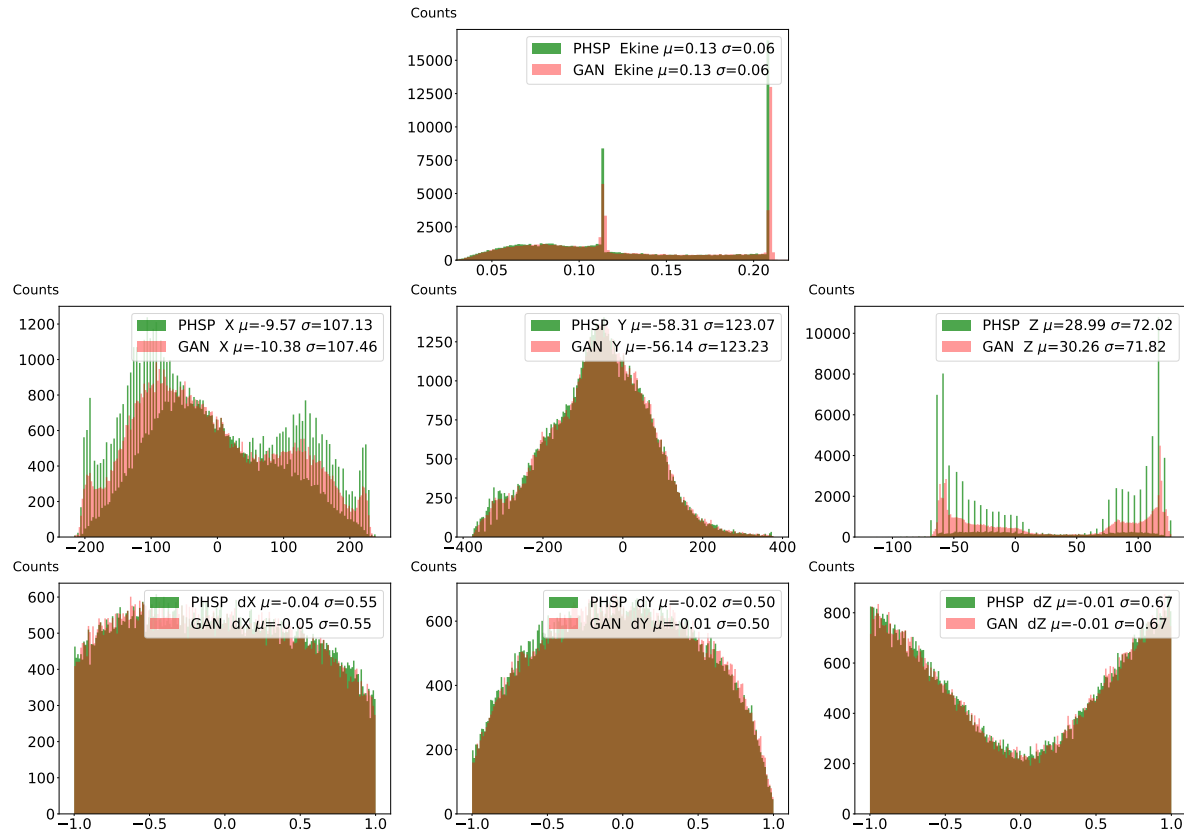 Counts
PHSP Ekine μ=0.13 σ=0.06
GAN Ekine μ=0.13 σ=0.06
15000
12500
10000
7500
5000
2500
0
0.05 0.10 0.15 0.20
Counts
PHSP X μ=-9.57 σ=107.13
GAN X μ=-10.38 σ=107.46
1200
1000
800
600
400
200
0
−200 −100 0 100 200
Counts
PHSP Y μ=-58.31 σ=123.07
GAN Y μ=-56.14 σ=123.23
1250
1000
750
500
250
0
−400 −200 0 200 400
Counts
PHSP Z μ=28.99 σ=72.02
GAN Z μ=30.26 σ=71.82
10000
8000
6000
4000
2000
0
−100 −50 0 50 100
Counts
PHSP dX μ=-0.04 σ=0.55
GAN dX μ=-0.05 σ=0.55
600
500
400
300
200
100
0
−1.0 −0.5 0.0 0.5 1.0
Counts
PHSP dY μ=-0.02 σ=0.50
GAN dY μ=-0.01 σ=0.50
600
400
200
0
−1.0 −0.5 0.0 0.5 1.0
Counts
PHSP dZ μ=-0.01 σ=0.67
GAN dZ μ=-0.01 σ=0.67
800
600
400
200
0
−1.0 −0.5 0.0 0.5 1.0